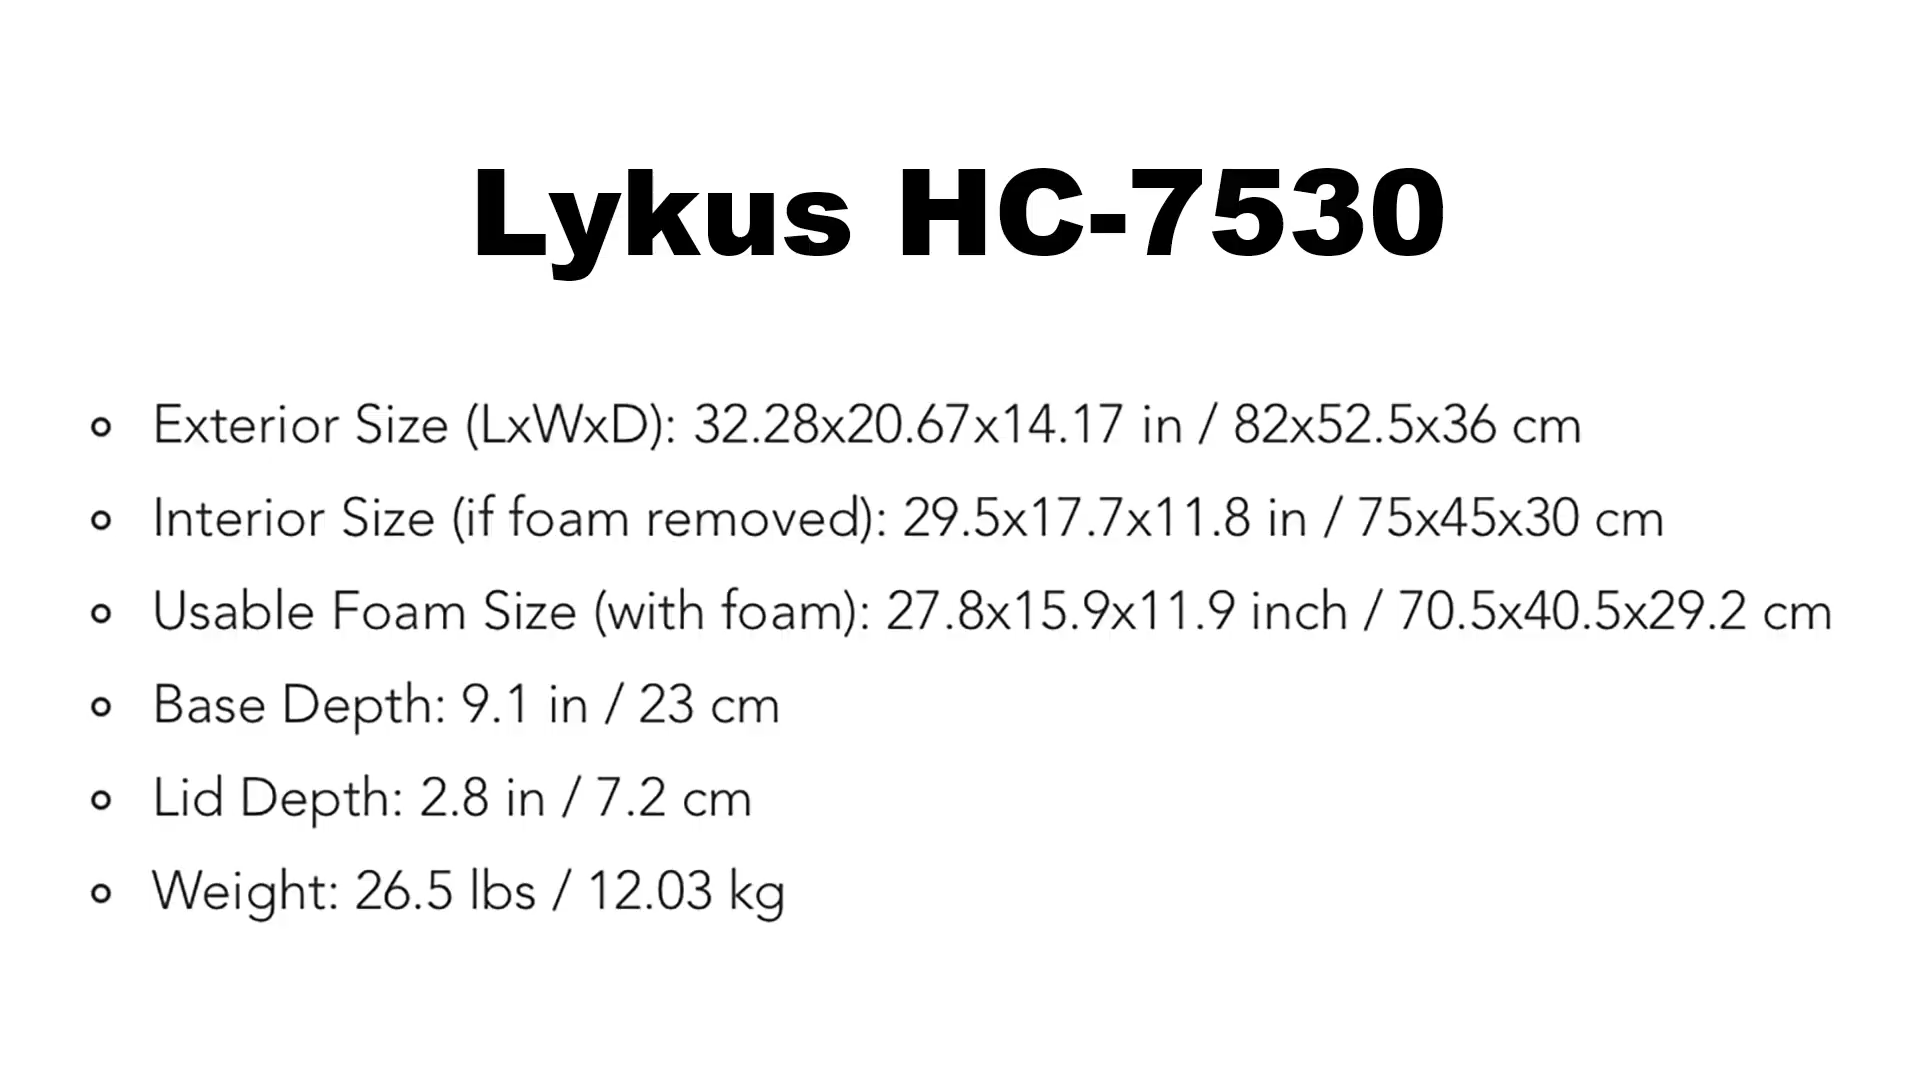 Lykus HC-7530
Exterior Size (LxWxD): 32.28x20.67x14.17 in / 82x52.5x36 cm
Interior Size (if foam removed): 29.5x17.7x11.8 in / 75x45x30 cm
Usable Foam Size (with foam): 27.8x15.9x11.9 inch / 70.5x40.5x29.2 cm
Base Depth: 9.1 in / 23 cm
Lid Depth: 2.8 in / 7.2 cm
Weight: 26.5 lbs / 12.03 kg